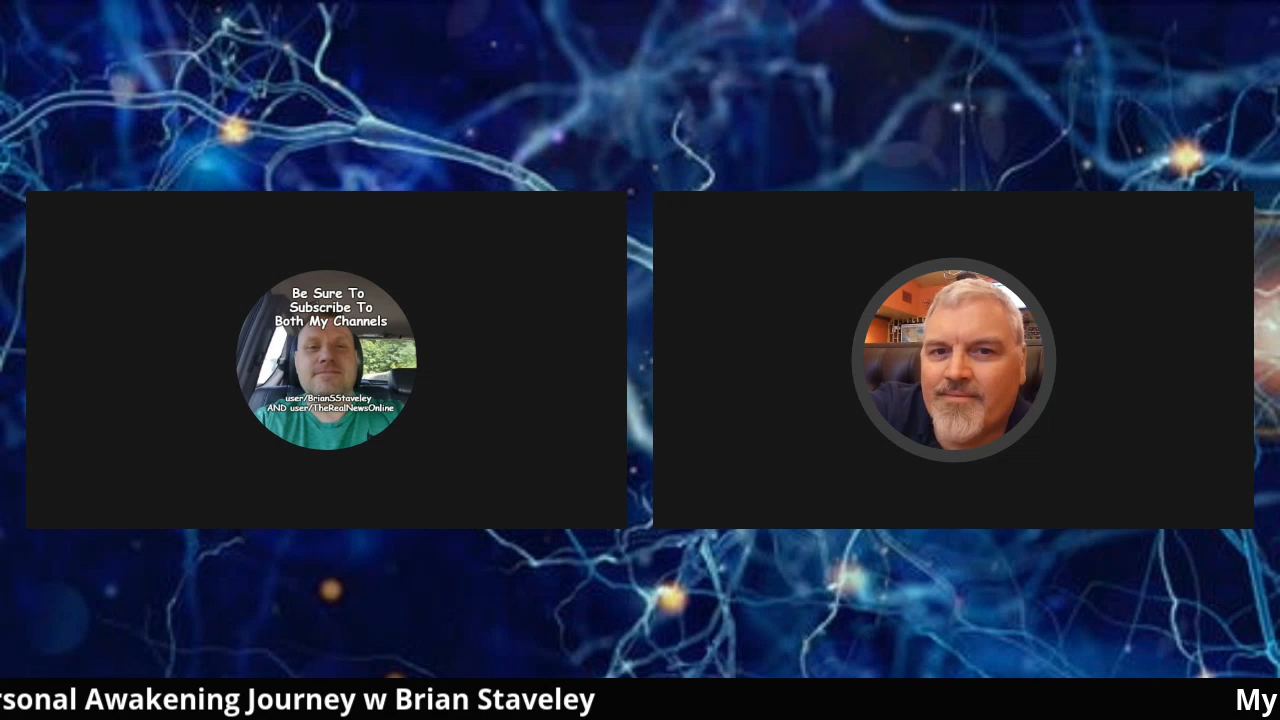 Be Sure To
Subscribe To
Both My Channels
user/BrianSStaveley
AND user/TheRealNewsOnline
rsonal Awakening Journey w Brian Staveley
My